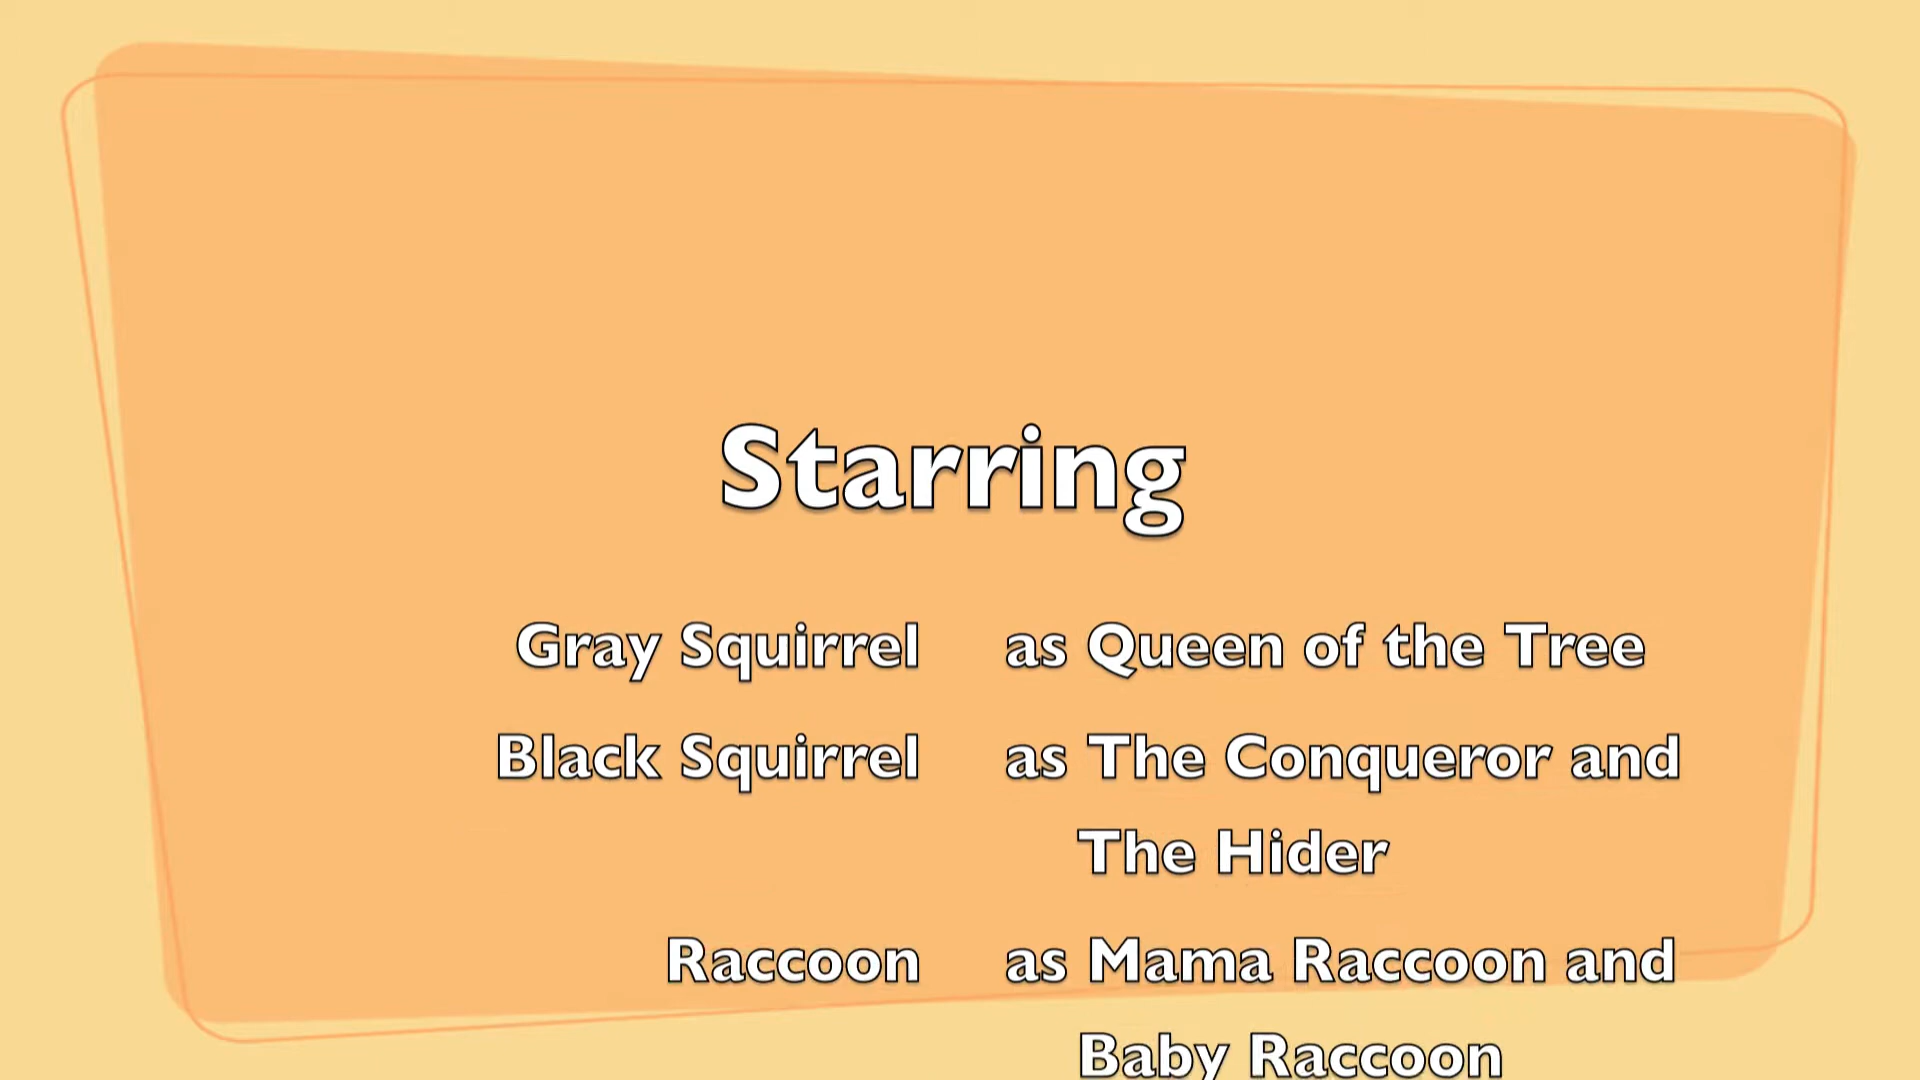 Starring
Gray Squirrel as Queen of the Tree
Black Squirrel as The Conqueror and
The Hider
Raccoon as Mama Raccoon and
Baby Raccoon